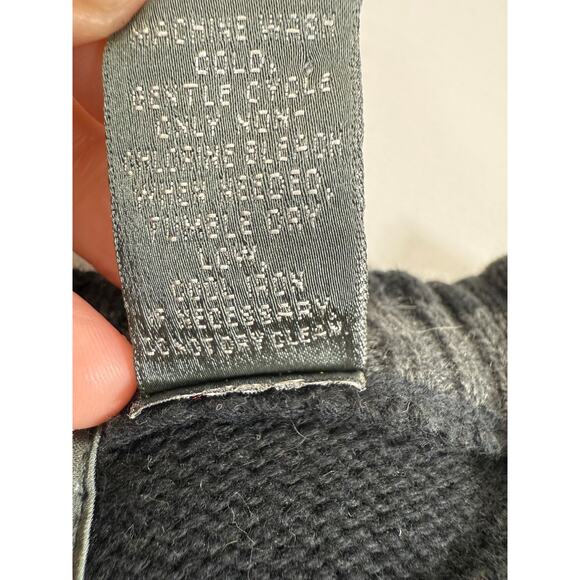 MACHINE WASH
COLD,
GENTLE CYCLE
ONLY NON-
CHLORINE BLEACH
WHEN NEEDED,
TUMBLE DRY
LOW
COOL IRON
IF NECESSARY,
DO NOT DRY CLEAN.